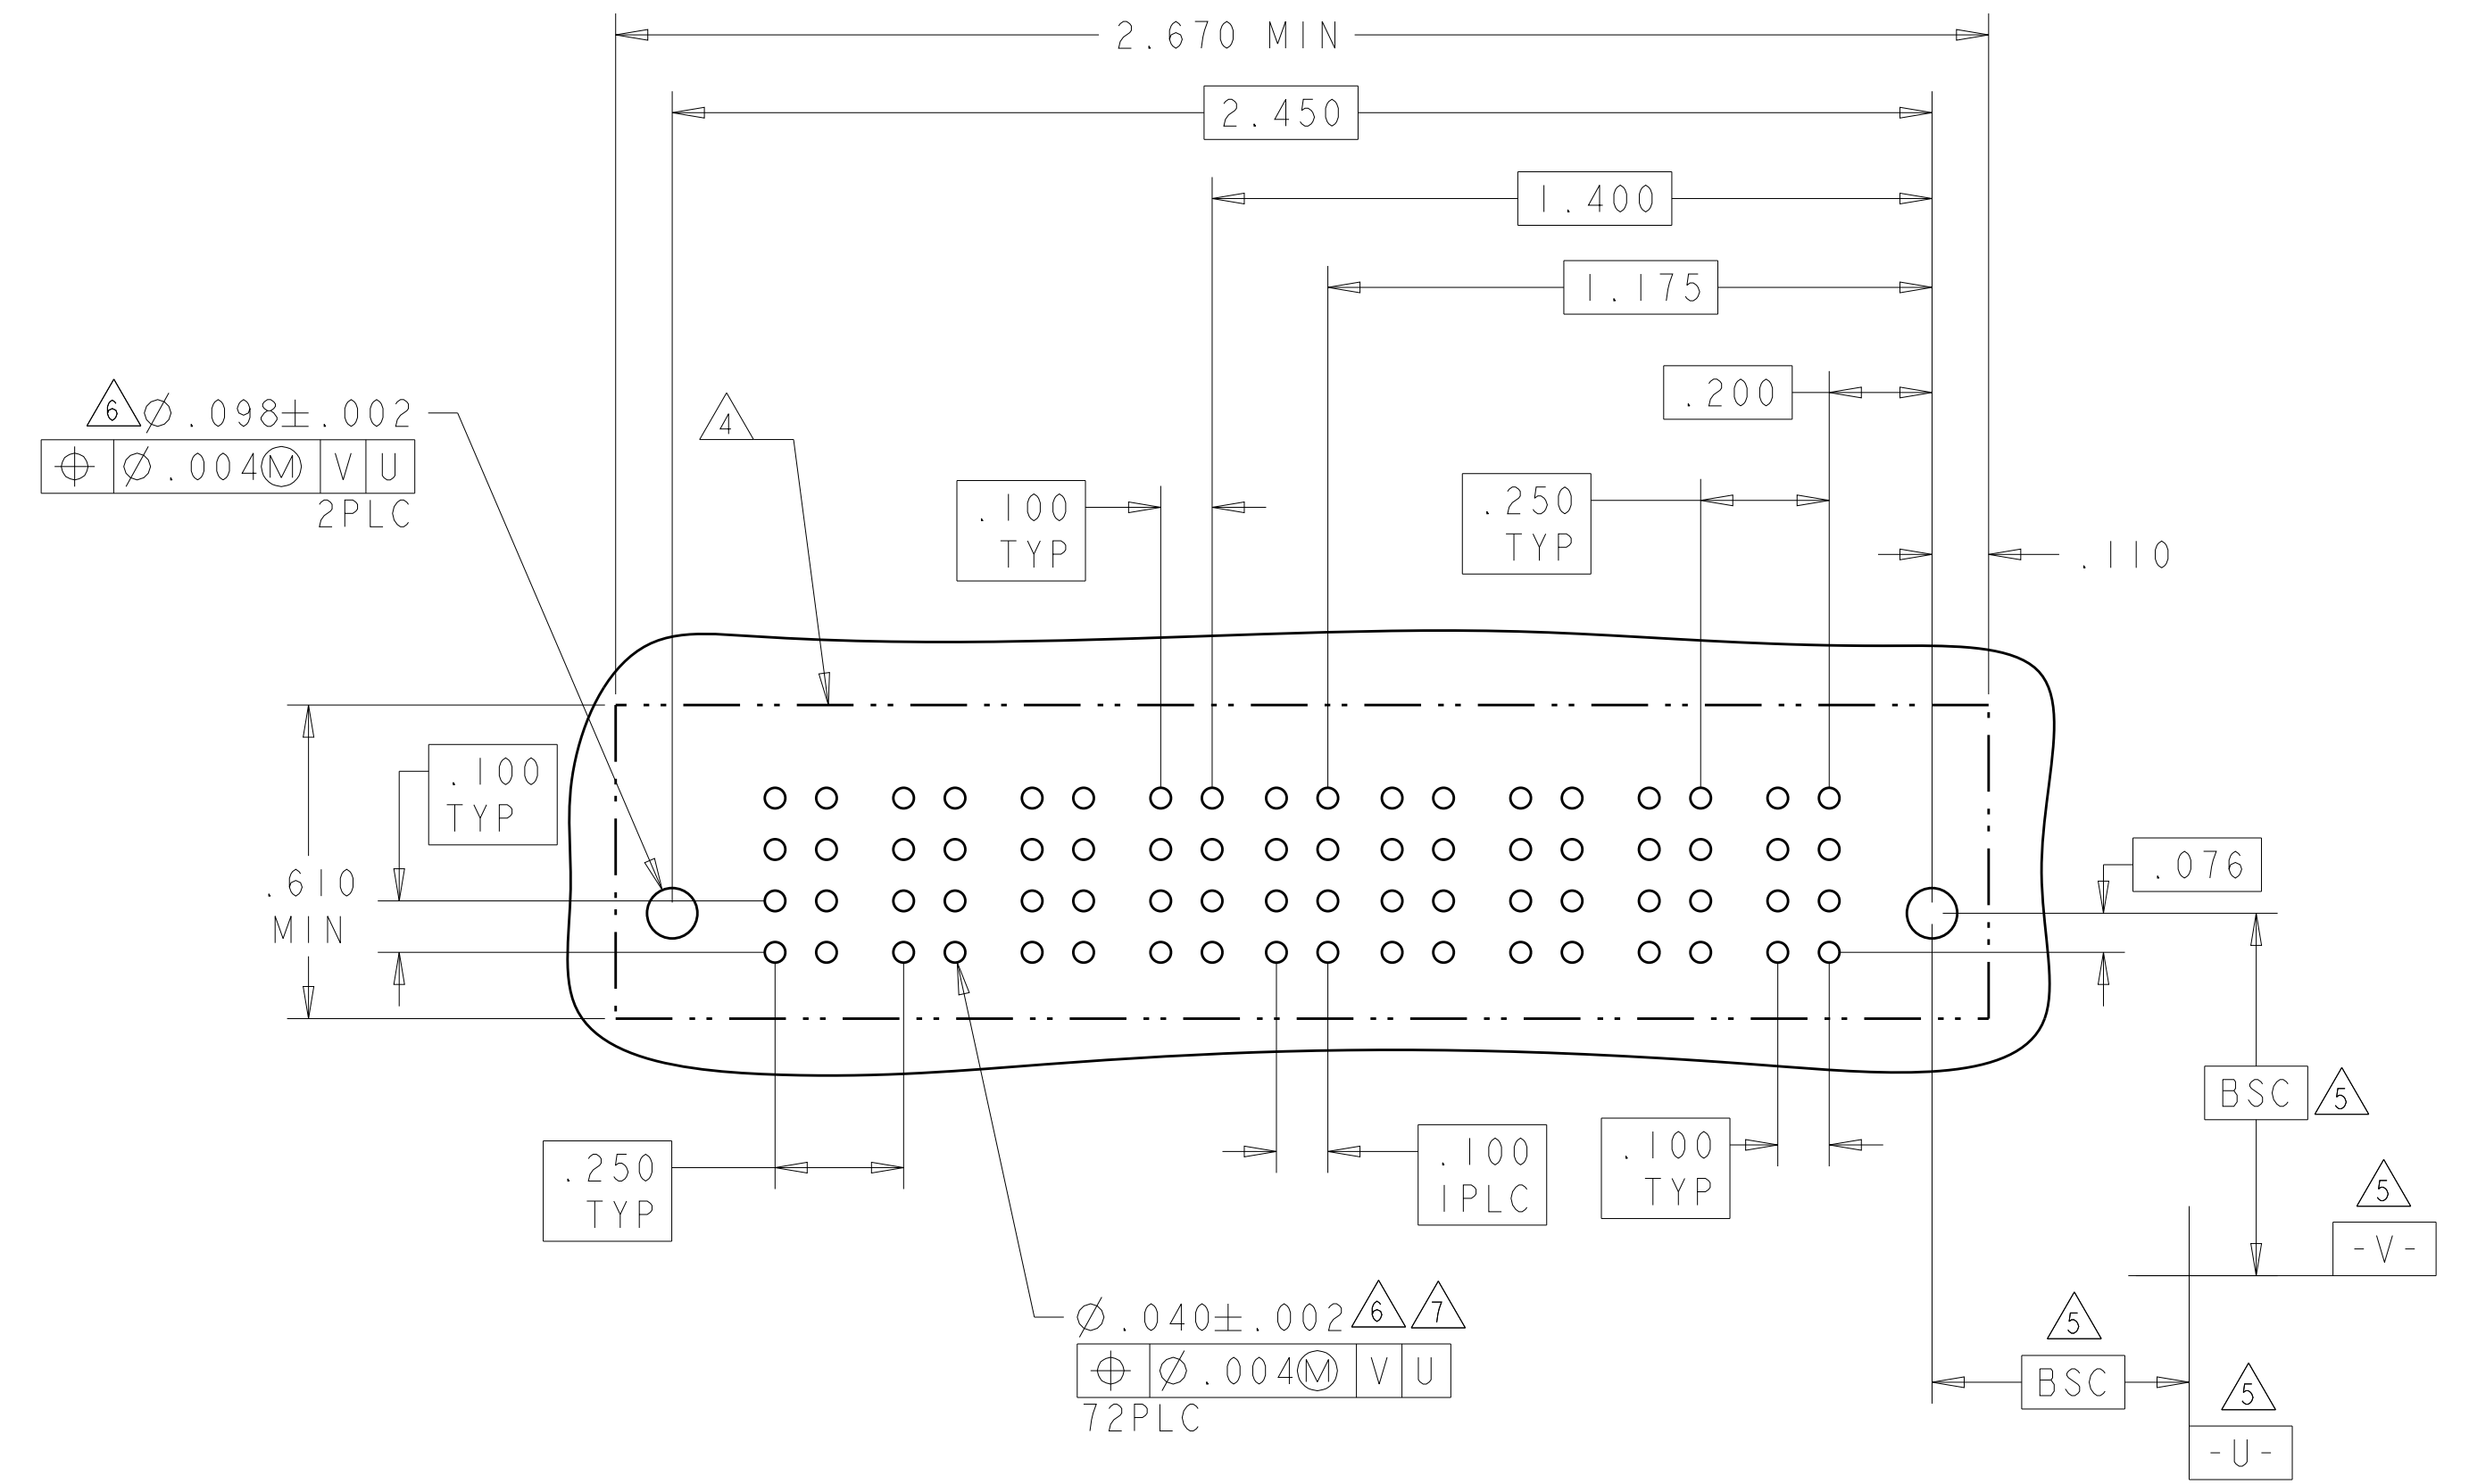 2.670 MIN
2.450
1.400
1.175
.200
6 ⌀ .098±.002
⌖ ⌀ .004 Ⓜ V U
2PLC
4
.100
TYP
.250
TYP
.110
.100
TYP
.610
MIN
.076
BSC 5
.250
TYP
.100
1PLC
.100
TYP
5
-V-
⌀ .040±.002 6 7
⌖ ⌀ .004 Ⓜ V U
72PLC
5
BSC
5
-U-